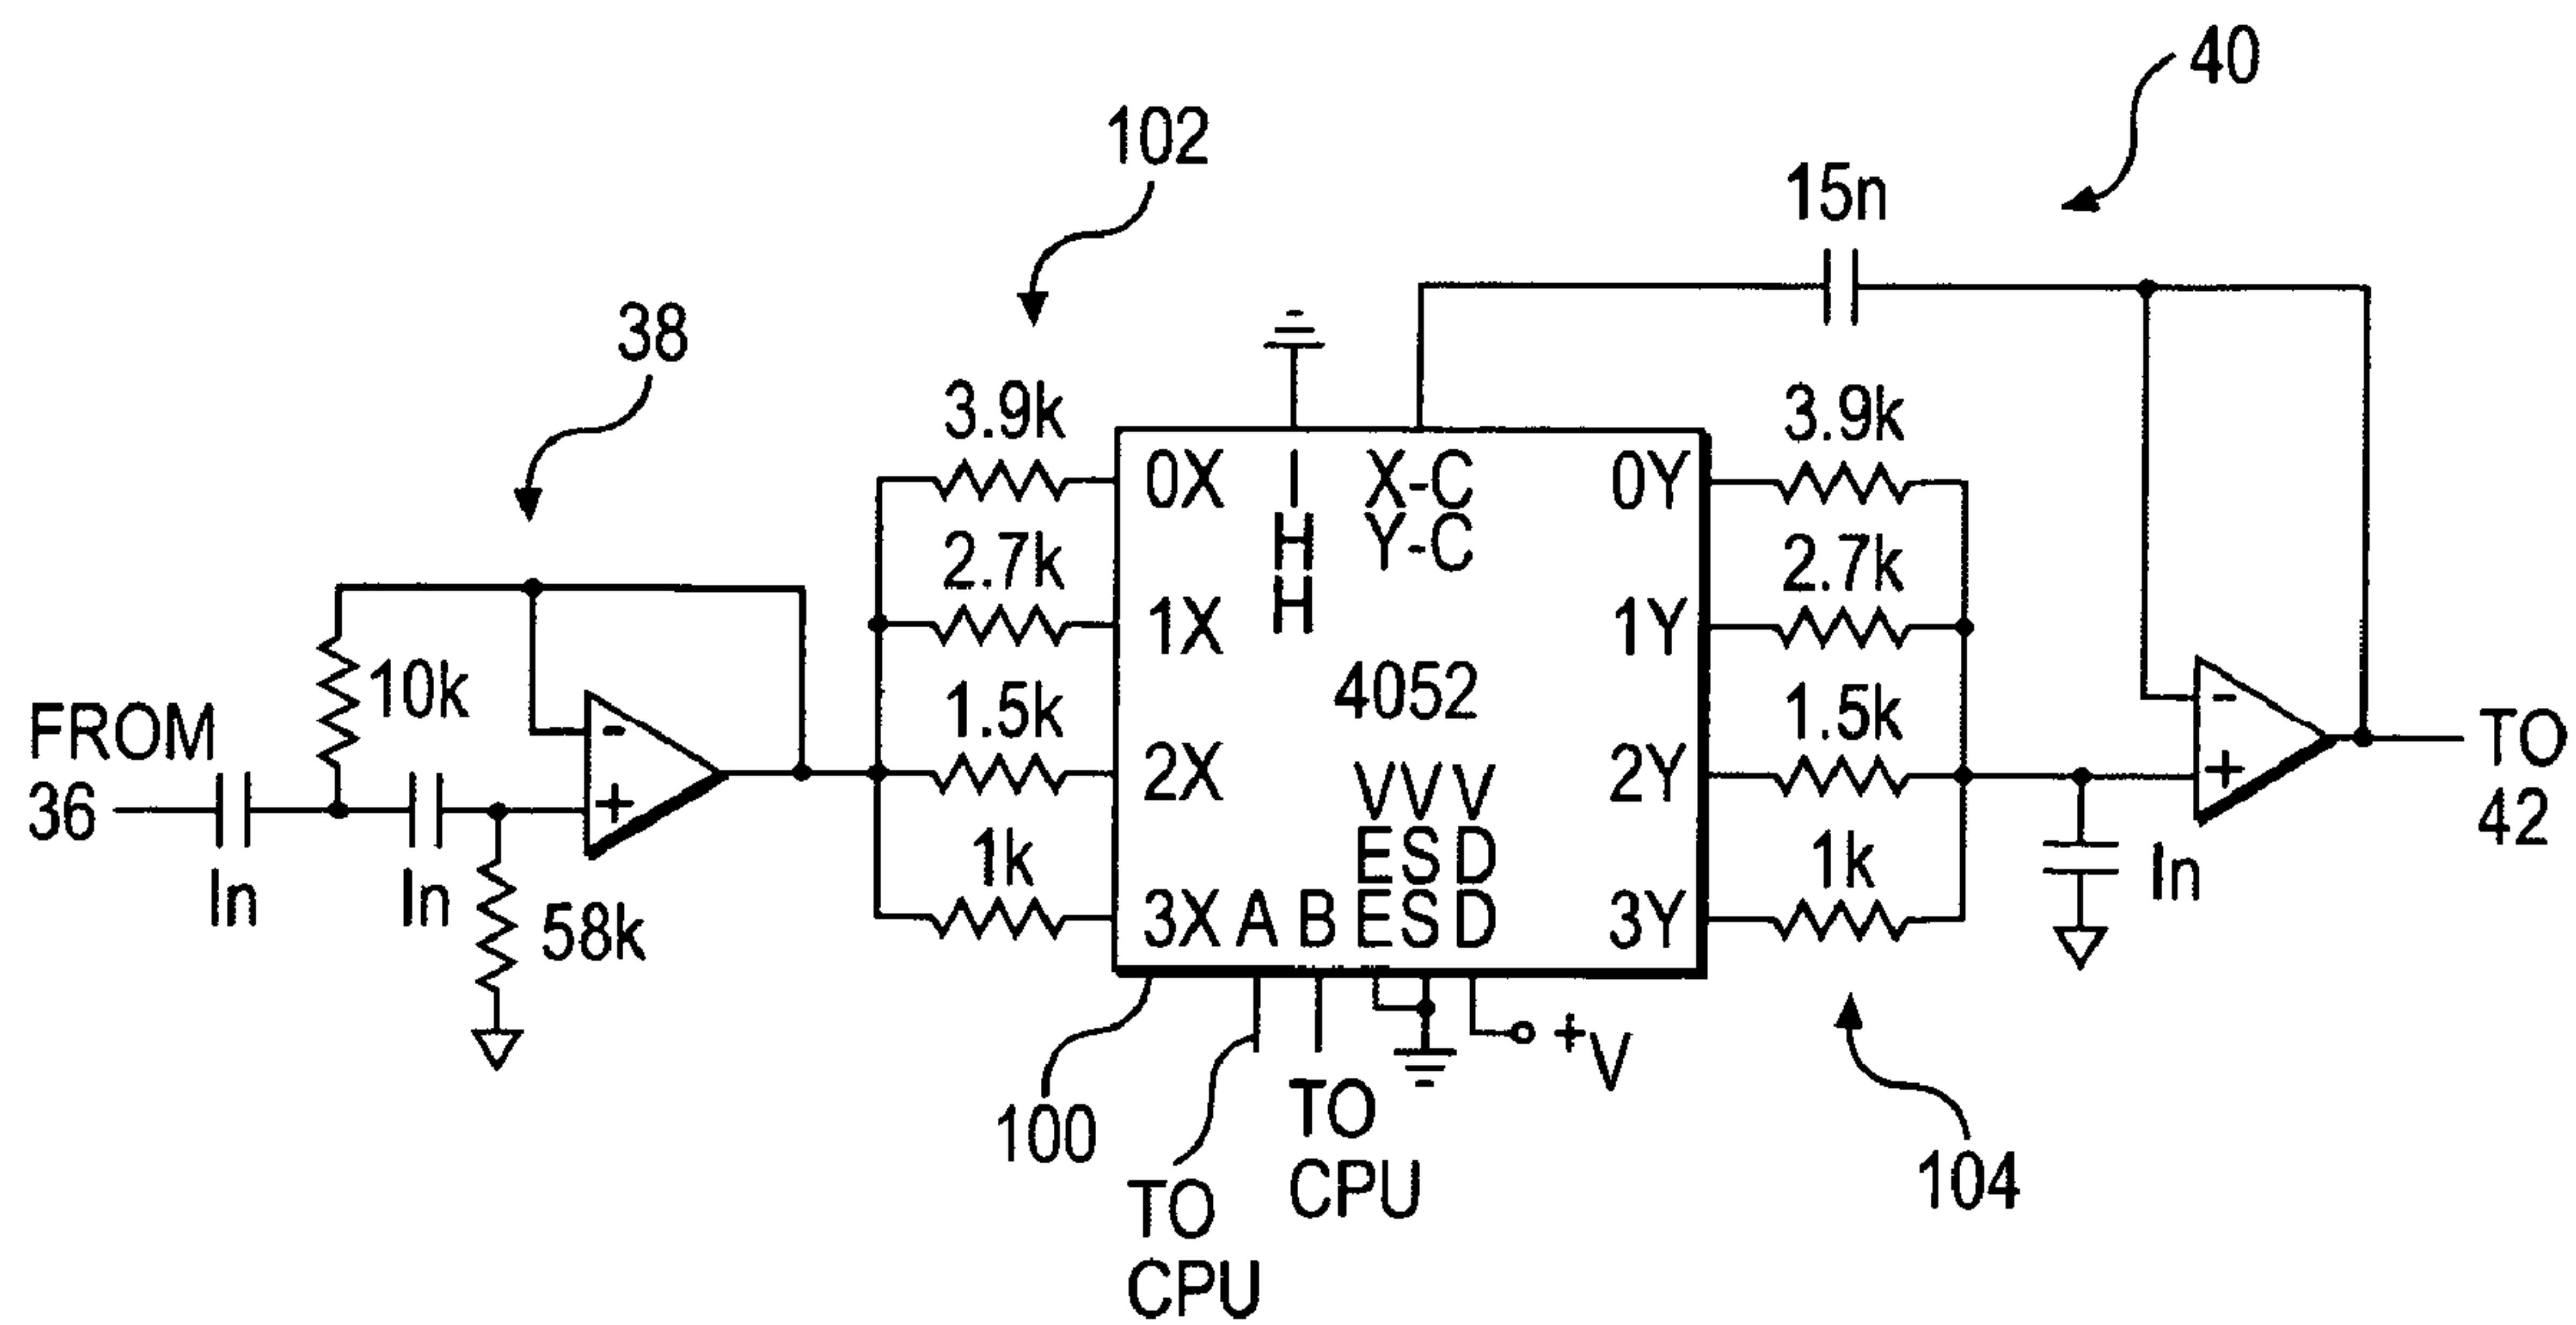 40
102
15n
38
3.9k
3.9k
0X
I
H
H
X-C
Y-C
0Y
2.7k
2.7k
1X
1Y
10k
4052
1.5k
1.5k
FROM
36
-
+
2X
2Y
-
+
TO
42
VVV
ESD
ESD
1k
1k
In
In
58k
3X
A
B
3Y
In
+V
100
TO
CPU
TO
CPU
104